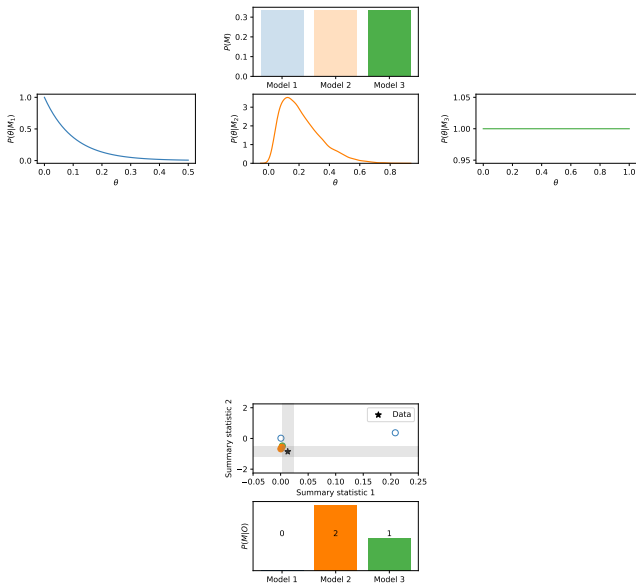 P(M)
0.3
0.2
0.1
0.0
Model 1 Model 2 Model 3
P(θ|M₁)
1.0
0.5
0.0
0.0 0.1 0.2 0.3 0.4 0.5
θ
P(θ|M₂)
3
2
1
0
0.0 0.2 0.4 0.6 0.8
θ
P(θ|M₃)
1.05
1.00
0.95
0.0 0.2 0.4 0.6 0.8 1.0
θ
Summary statistic 2
2
0
−2
Data
−0.05 0.00 0.05 0.10 0.15 0.20 0.25
Summary statistic 1
P(M|O)
0 2 1
Model 1 Model 2 Model 3